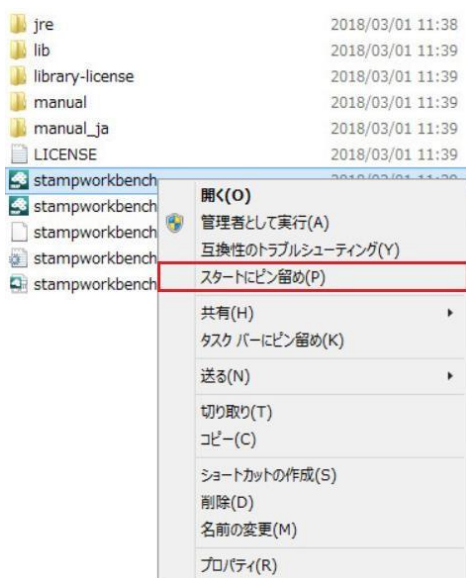 jre 2018/03/01 11:38
lib 2018/03/01 11:39
library-license 2018/03/01 11:39
manual 2018/03/01 11:39
manual_ja 2018/03/01 11:39
LICENSE 2018/03/01 11:39
stampworkbench
stampworkbench
stampworkbench
stampworkbench
stampworkbench
開く(O)
管理者として実行(A)
互換性のトラブルシューティング(Y)
スタートにピン留め(P)
共有(H)
タスク バーにピン留め(K)
送る(N)
切り取り(T)
コピー(C)
ショートカットの作成(S)
削除(D)
名前の変更(M)
プロパティ(R)